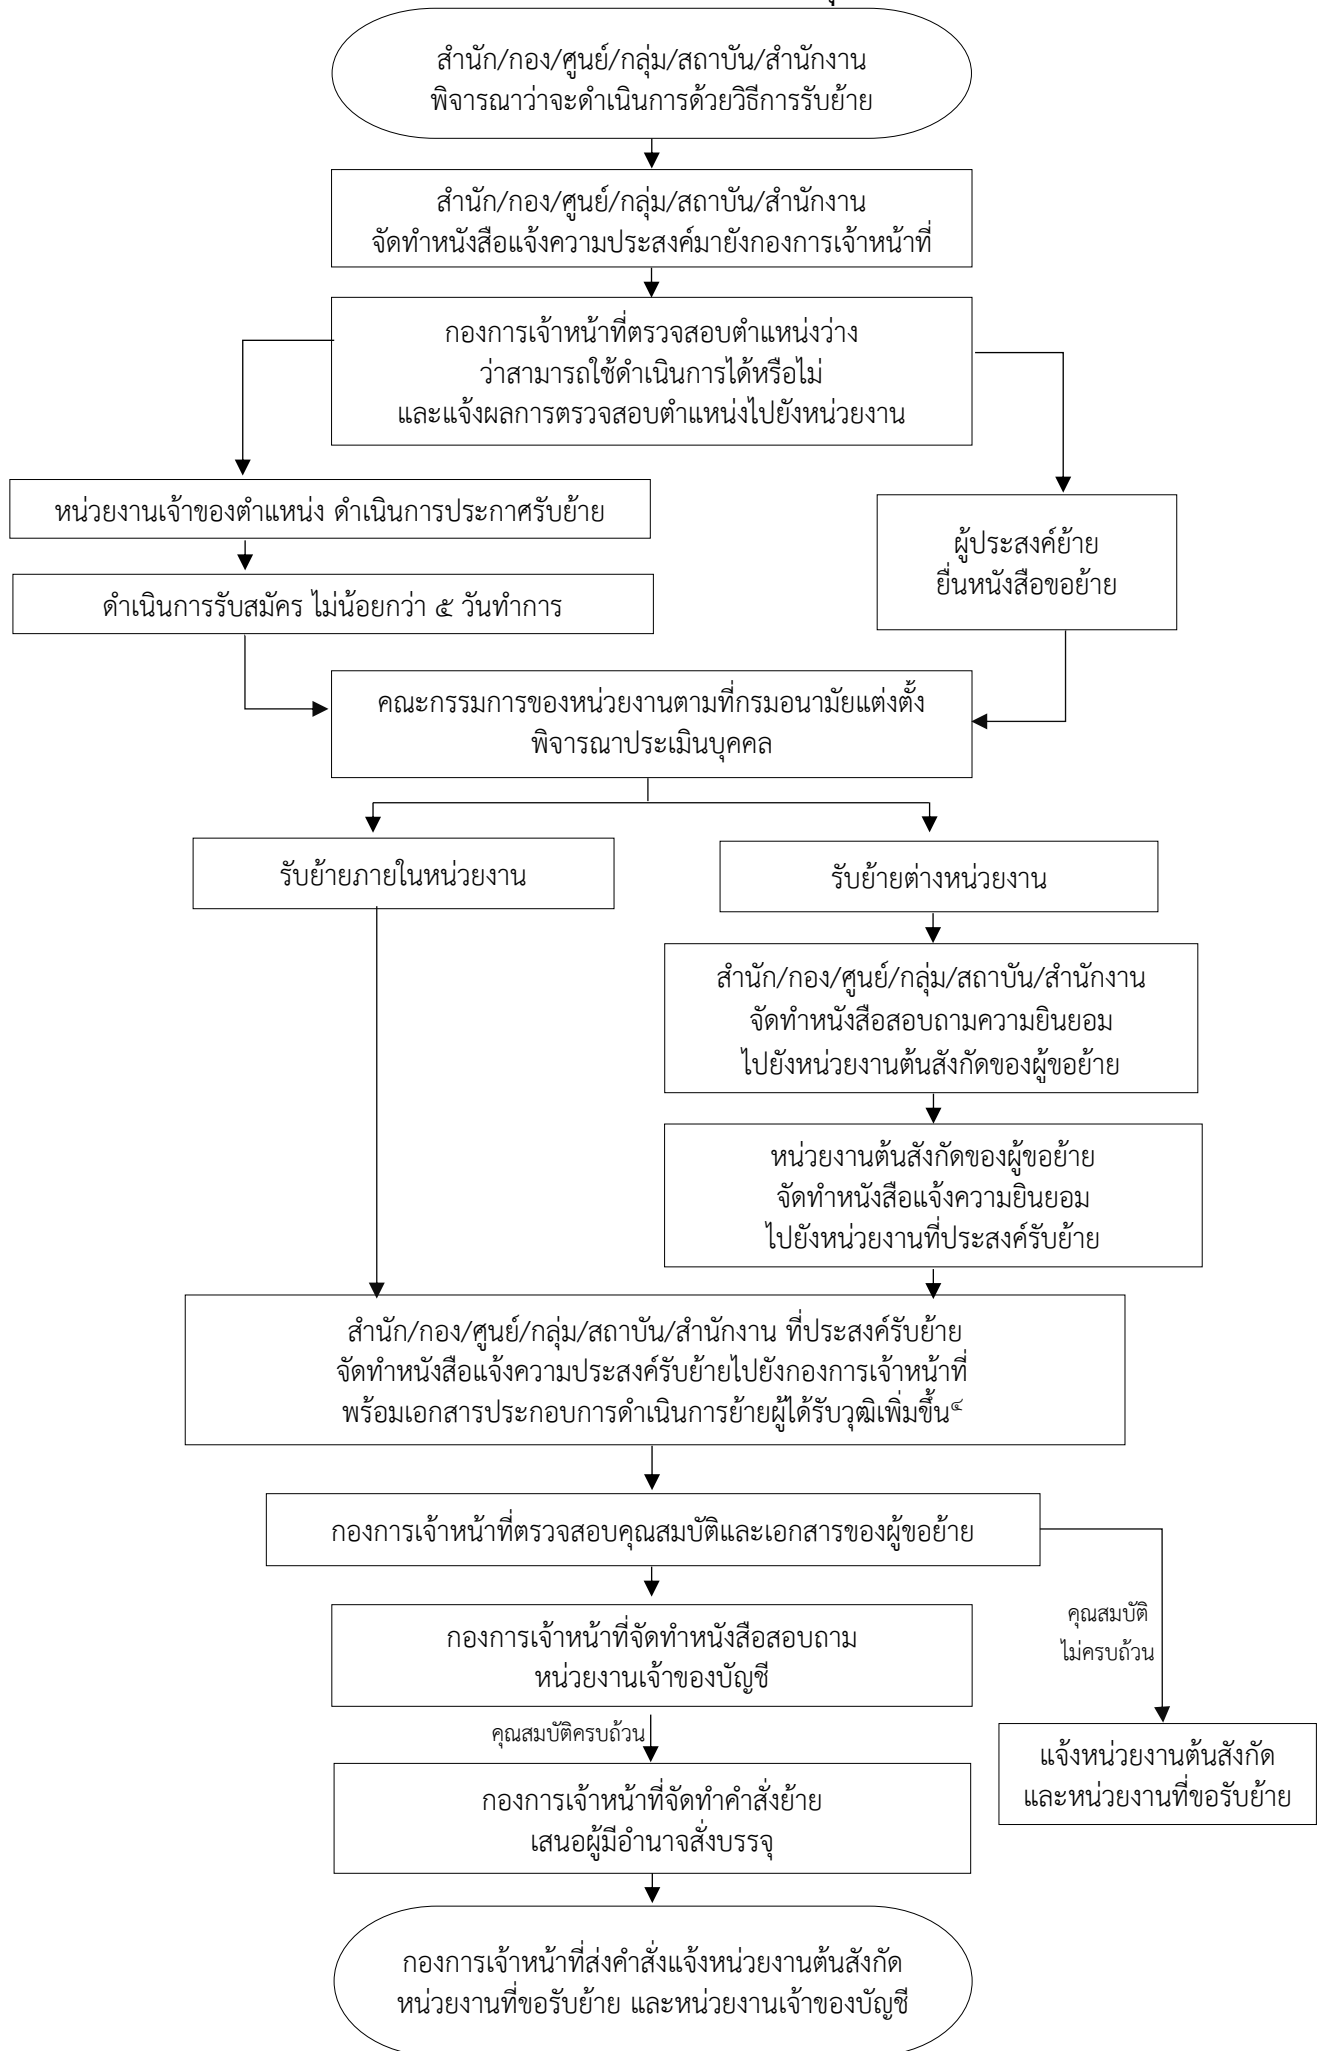 สำนัก/กอง/ศูนย์/กลุ่ม/สถาบัน/สำนักงาน
พิจารณาว่าจะดำเนินการด้วยวิธีการรับย้าย
สำนัก/กอง/ศูนย์/กลุ่ม/สถาบัน/สำนักงาน
จัดทำหนังสือแจ้งความประสงค์มายังกองการเจ้าหน้าที่
กองการเจ้าหน้าที่ตรวจสอบตำแหน่งว่าง
ว่าสามารถใช้ดำเนินการได้หรือไม่
และแจ้งผลการตรวจสอบตำแหน่งไปยังหน่วยงาน
หน่วยงานเจ้าของตำแหน่ง ดำเนินการประกาศรับย้าย
ดำเนินการรับสมัคร ไม่น้อยกว่า ๕ วันทำการ
ผู้ประสงค์ย้าย
ยื่นหนังสือขอย้าย
คณะกรรมการของหน่วยงานตามที่กรมอนามัยแต่งตั้ง
พิจารณาประเมินบุคคล
รับย้ายภายในหน่วยงาน
รับย้ายต่างหน่วยงาน
สำนัก/กอง/ศูนย์/กลุ่ม/สถาบัน/สำนักงาน
จัดทำหนังสือสอบถามความยินยอม
ไปยังหน่วยงานต้นสังกัดของผู้ขอย้าย
หน่วยงานต้นสังกัดของผู้ขอย้าย
จัดทำหนังสือแจ้งความยินยอม
ไปยังหน่วยงานที่ประสงค์รับย้าย
สำนัก/กอง/ศูนย์/กลุ่ม/สถาบัน/สำนักงาน ที่ประสงค์รับย้าย
จัดทำหนังสือแจ้งความประสงค์รับย้ายไปยังกองการเจ้าหน้าที่
พร้อมเอกสารประกอบการดำเนินการย้ายผู้ได้รับวุฒิเพิ่มขึ้น๔
กองการเจ้าหน้าที่ตรวจสอบคุณสมบัติและเอกสารของผู้ขอย้าย
กองการเจ้าหน้าที่จัดทำหนังสือสอบถาม
หน่วยงานเจ้าของบัญชี
คุณสมบัติ
ไม่ครบถ้วน
คุณสมบัติครบถ้วน
แจ้งหน่วยงานต้นสังกัด
และหน่วยงานที่ขอรับย้าย
กองการเจ้าหน้าที่จัดทำคำสั่งย้าย
เสนอผู้มีอำนาจสั่งบรรจุ
กองการเจ้าหน้าที่ส่งคำสั่งแจ้งหน่วยงานต้นสังกัด
หน่วยงานที่ขอรับย้าย และหน่วยงานเจ้าของบัญชี